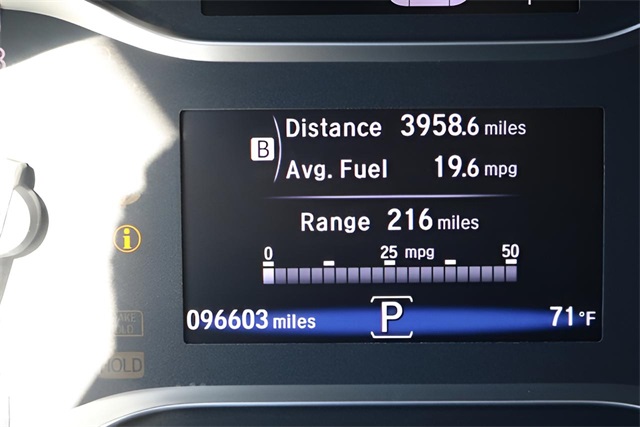 Distance 3958.6 miles
B
Avg. Fuel 19.6 mpg
Range 216 miles
0 25 mpg 50
096603 miles P 71°F
HOLD